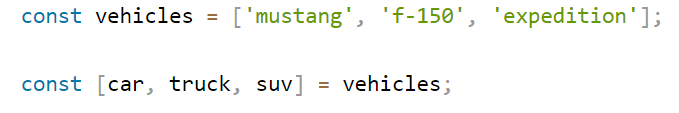 const vehicles = ['mustang', 'f-150', 'expedition'];
const [car, truck, suv] = vehicles;